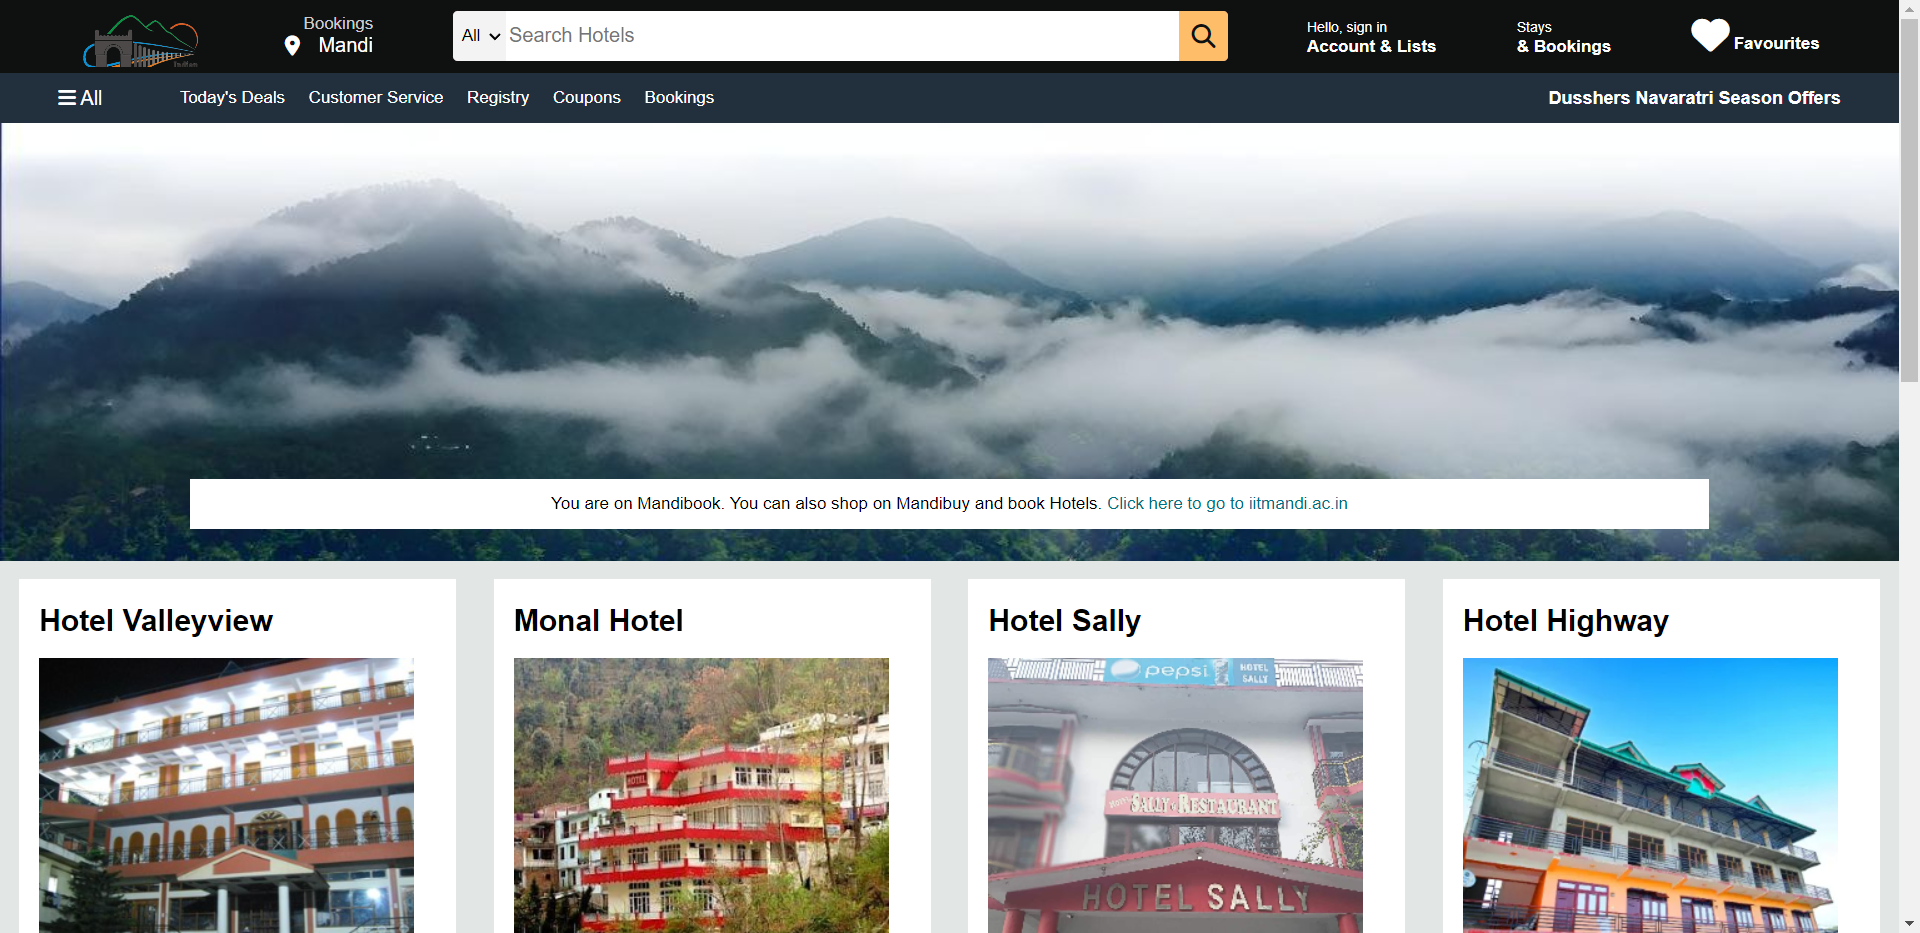 Bookings
Mandi
All
Search Hotels
Hello, sign in
Account & Lists
Stays
& Bookings
Favourites
All
Today's Deals
Customer Service
Registry
Coupons
Bookings
Dusshers Navaratri Season Offers
You are on Mandibook. You can also shop on Mandibuy and book Hotels. Click here to go to iitmandi.ac.in
Hotel Valleyview
Monal Hotel
Hotel Sally
Hotel Highway
HOTEL
pepsi
HOTEL
SALLY
Hotel SALLY & RESTAURANT
HOTEL SALLY